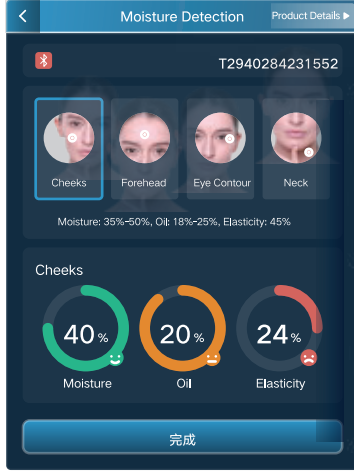 Moisture Detection
Product Details ▶
T2940284231552
Cheeks
Forehead
Eye Contour
Neck
Moisture: 35%-50%, Oil: 18%-25%, Elasticity: 45%
Cheeks
40%
20%
24%
Moisture
Oil
Elasticity
完成